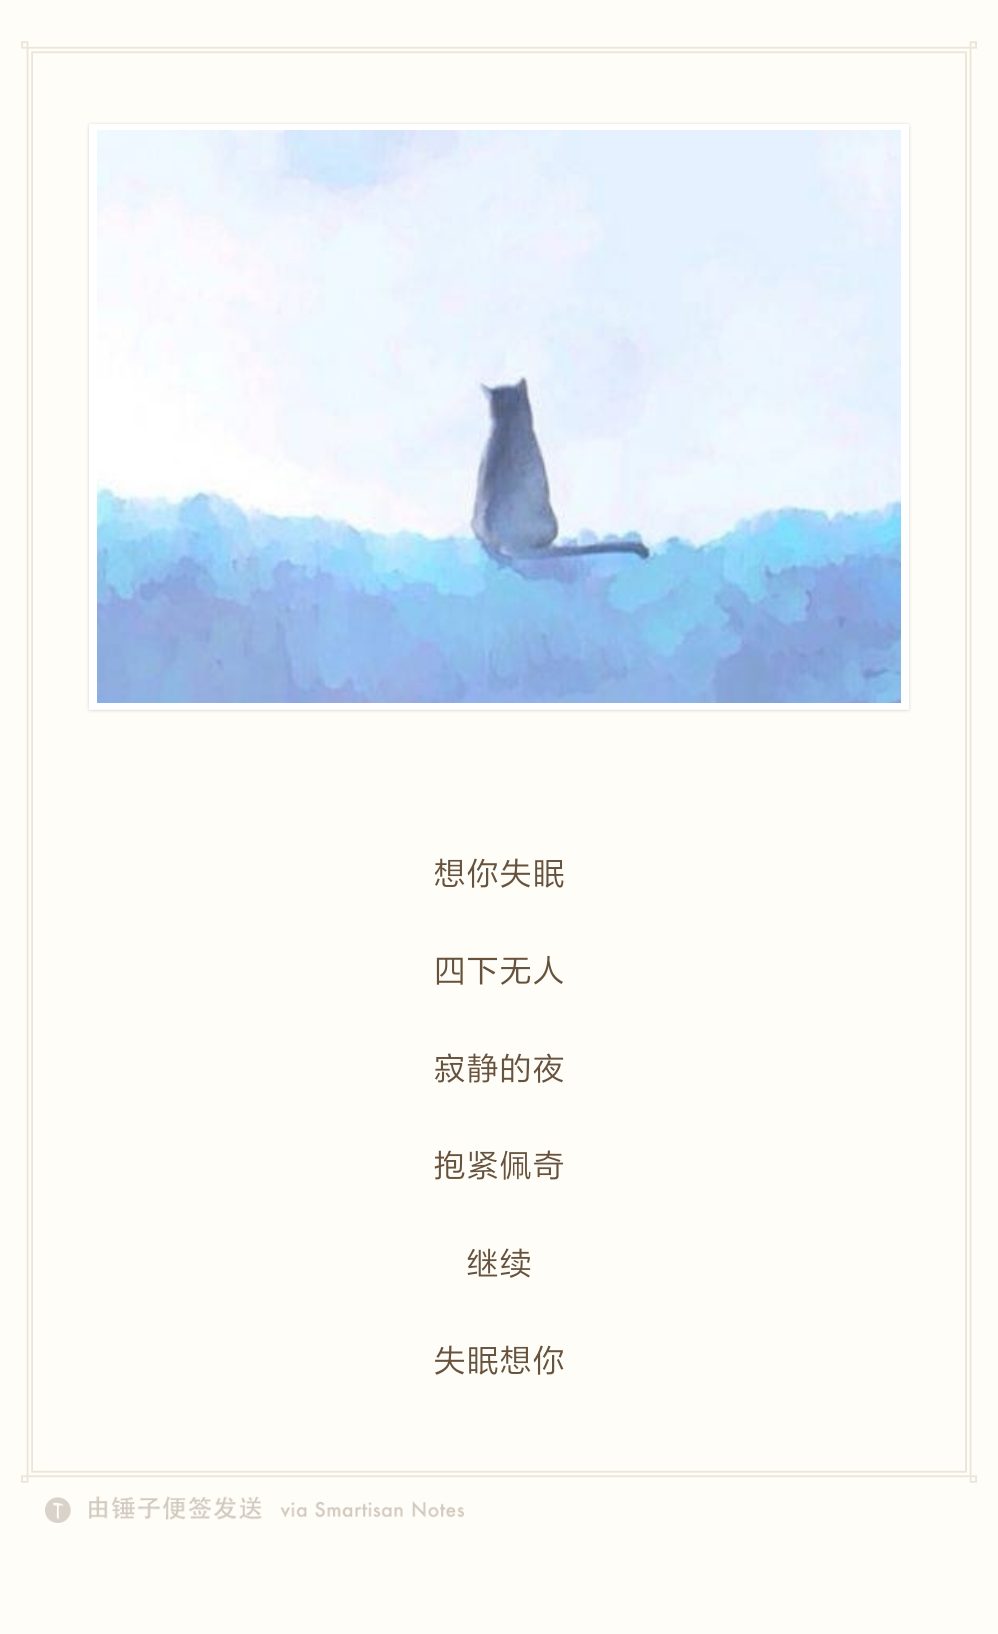 想你失眠
四下无人
寂静的夜
抱紧佩奇
继续
失眠想你
T 由锤子便签发送 via Smartisan Notes